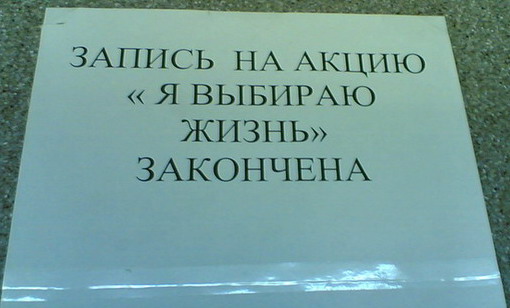 ЗАПИСЬ НА АКЦИЮ
« Я ВЫБИРАЮ
ЖИЗНЬ»
ЗАКОНЧЕНА